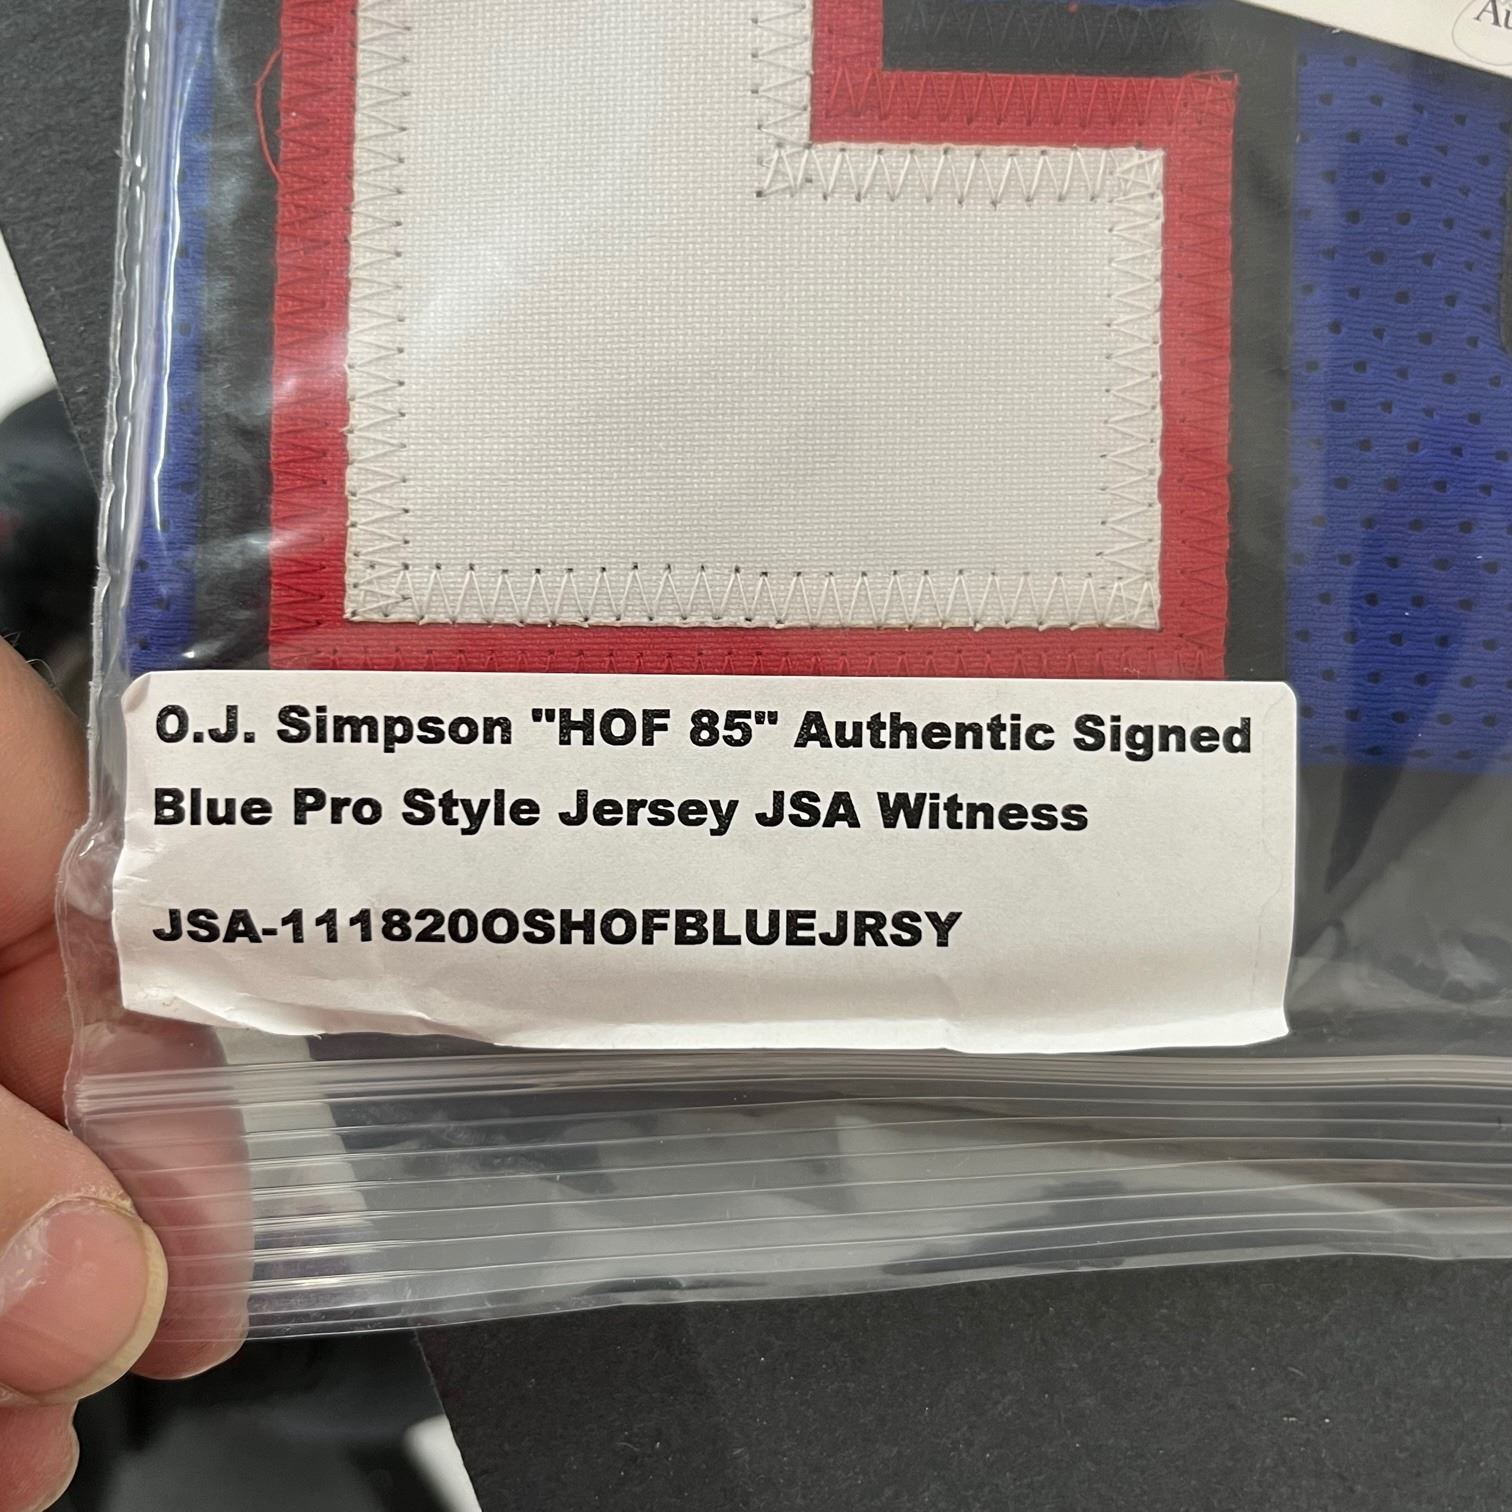 O.J. Simpson "HOF 85" Authentic Signed
Blue Pro Style Jersey JSA Witness
JSA-111820OSHOFBLUEJRSY